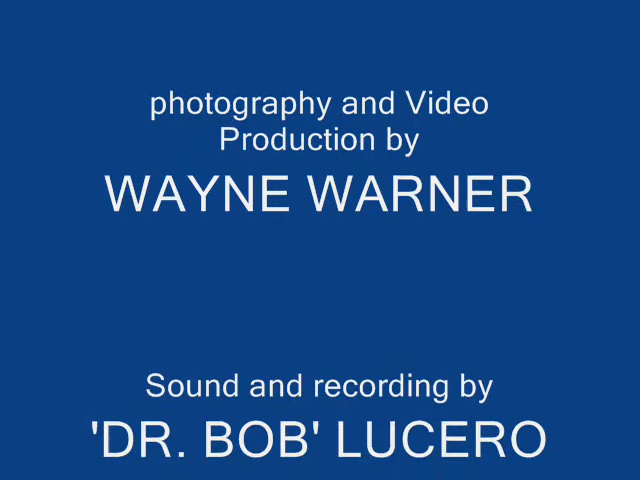 photography and Video
Production by
WAYNE WARNER
Sound and recording by
'DR. BOB' LUCERO